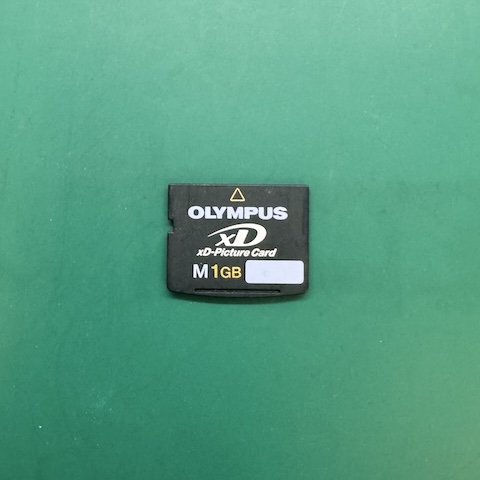 OLYMPUS
xD
xD-Picture Card
M 1GB